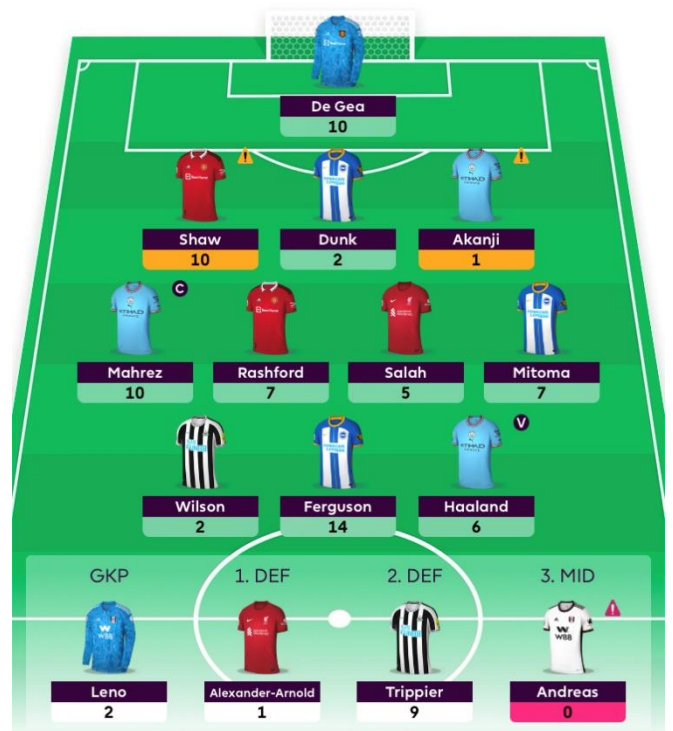 De Gea
10
Shaw
10
Dunk
2
Akanji
1
C
Mahrez
10
Rashford
7
Salah
5
Mitoma
7
V
Wilson
2
Ferguson
14
Haaland
6
GKP
1. DEF
2. DEF
3. MID
W88
W88
Leno
2
Alexander-Arnold
1
Trippier
9
Andreas
0